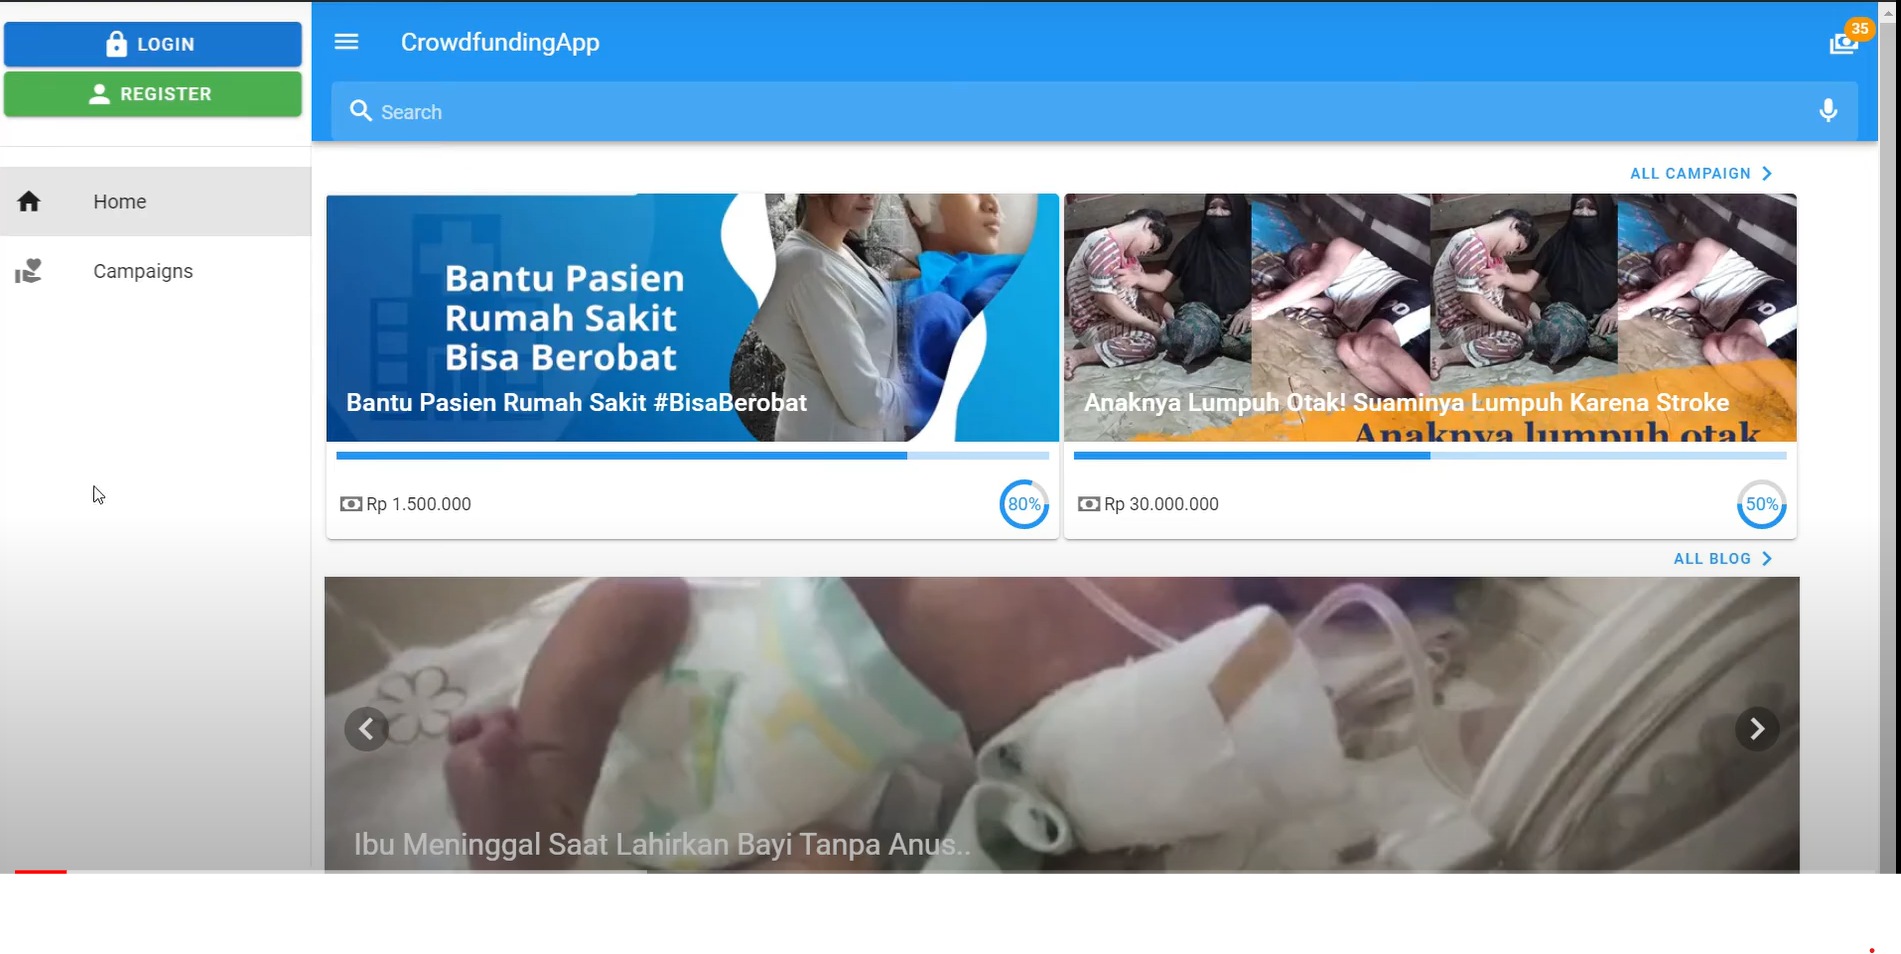 LOGIN
REGISTER
Home
Campaigns
CrowdfundingApp
35
Search
ALL CAMPAIGN
Bantu Pasien
Rumah Sakit
Bisa Berobat
Bantu Pasien Rumah Sakit #BisaBerobat
Rp 1.500.000
80%
Anaknya Lumpuh Otak! Suaminya Lumpuh Karena Stroke
Anaknya lumpuh otak
Rp 30.000.000
50%
ALL BLOG
Ibu Meninggal Saat Lahirkan Bayi Tanpa Anus..